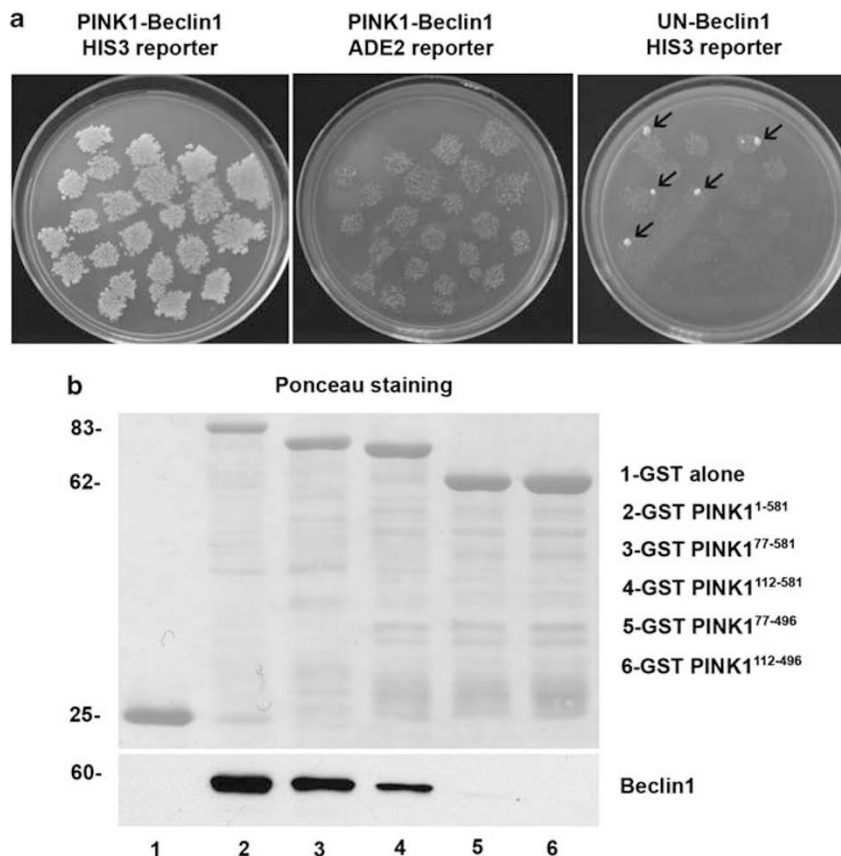 a
PINK1-Beclin1
HIS3 reporter
PINK1-Beclin1
ADE2 reporter
UN-Beclin1
HIS3 reporter
b
Ponceau staining
83-
62-
25-
60-
1-GST alone
2-GST PINK1¹⁻⁵⁸¹
3-GST PINK1⁷⁷⁻⁵⁸¹
4-GST PINK1¹¹²⁻⁵⁸¹
5-GST PINK1⁷⁷⁻⁴⁹⁶
6-GST PINK1¹¹²⁻⁴⁹⁶
Beclin1
1 2 3 4 5 6